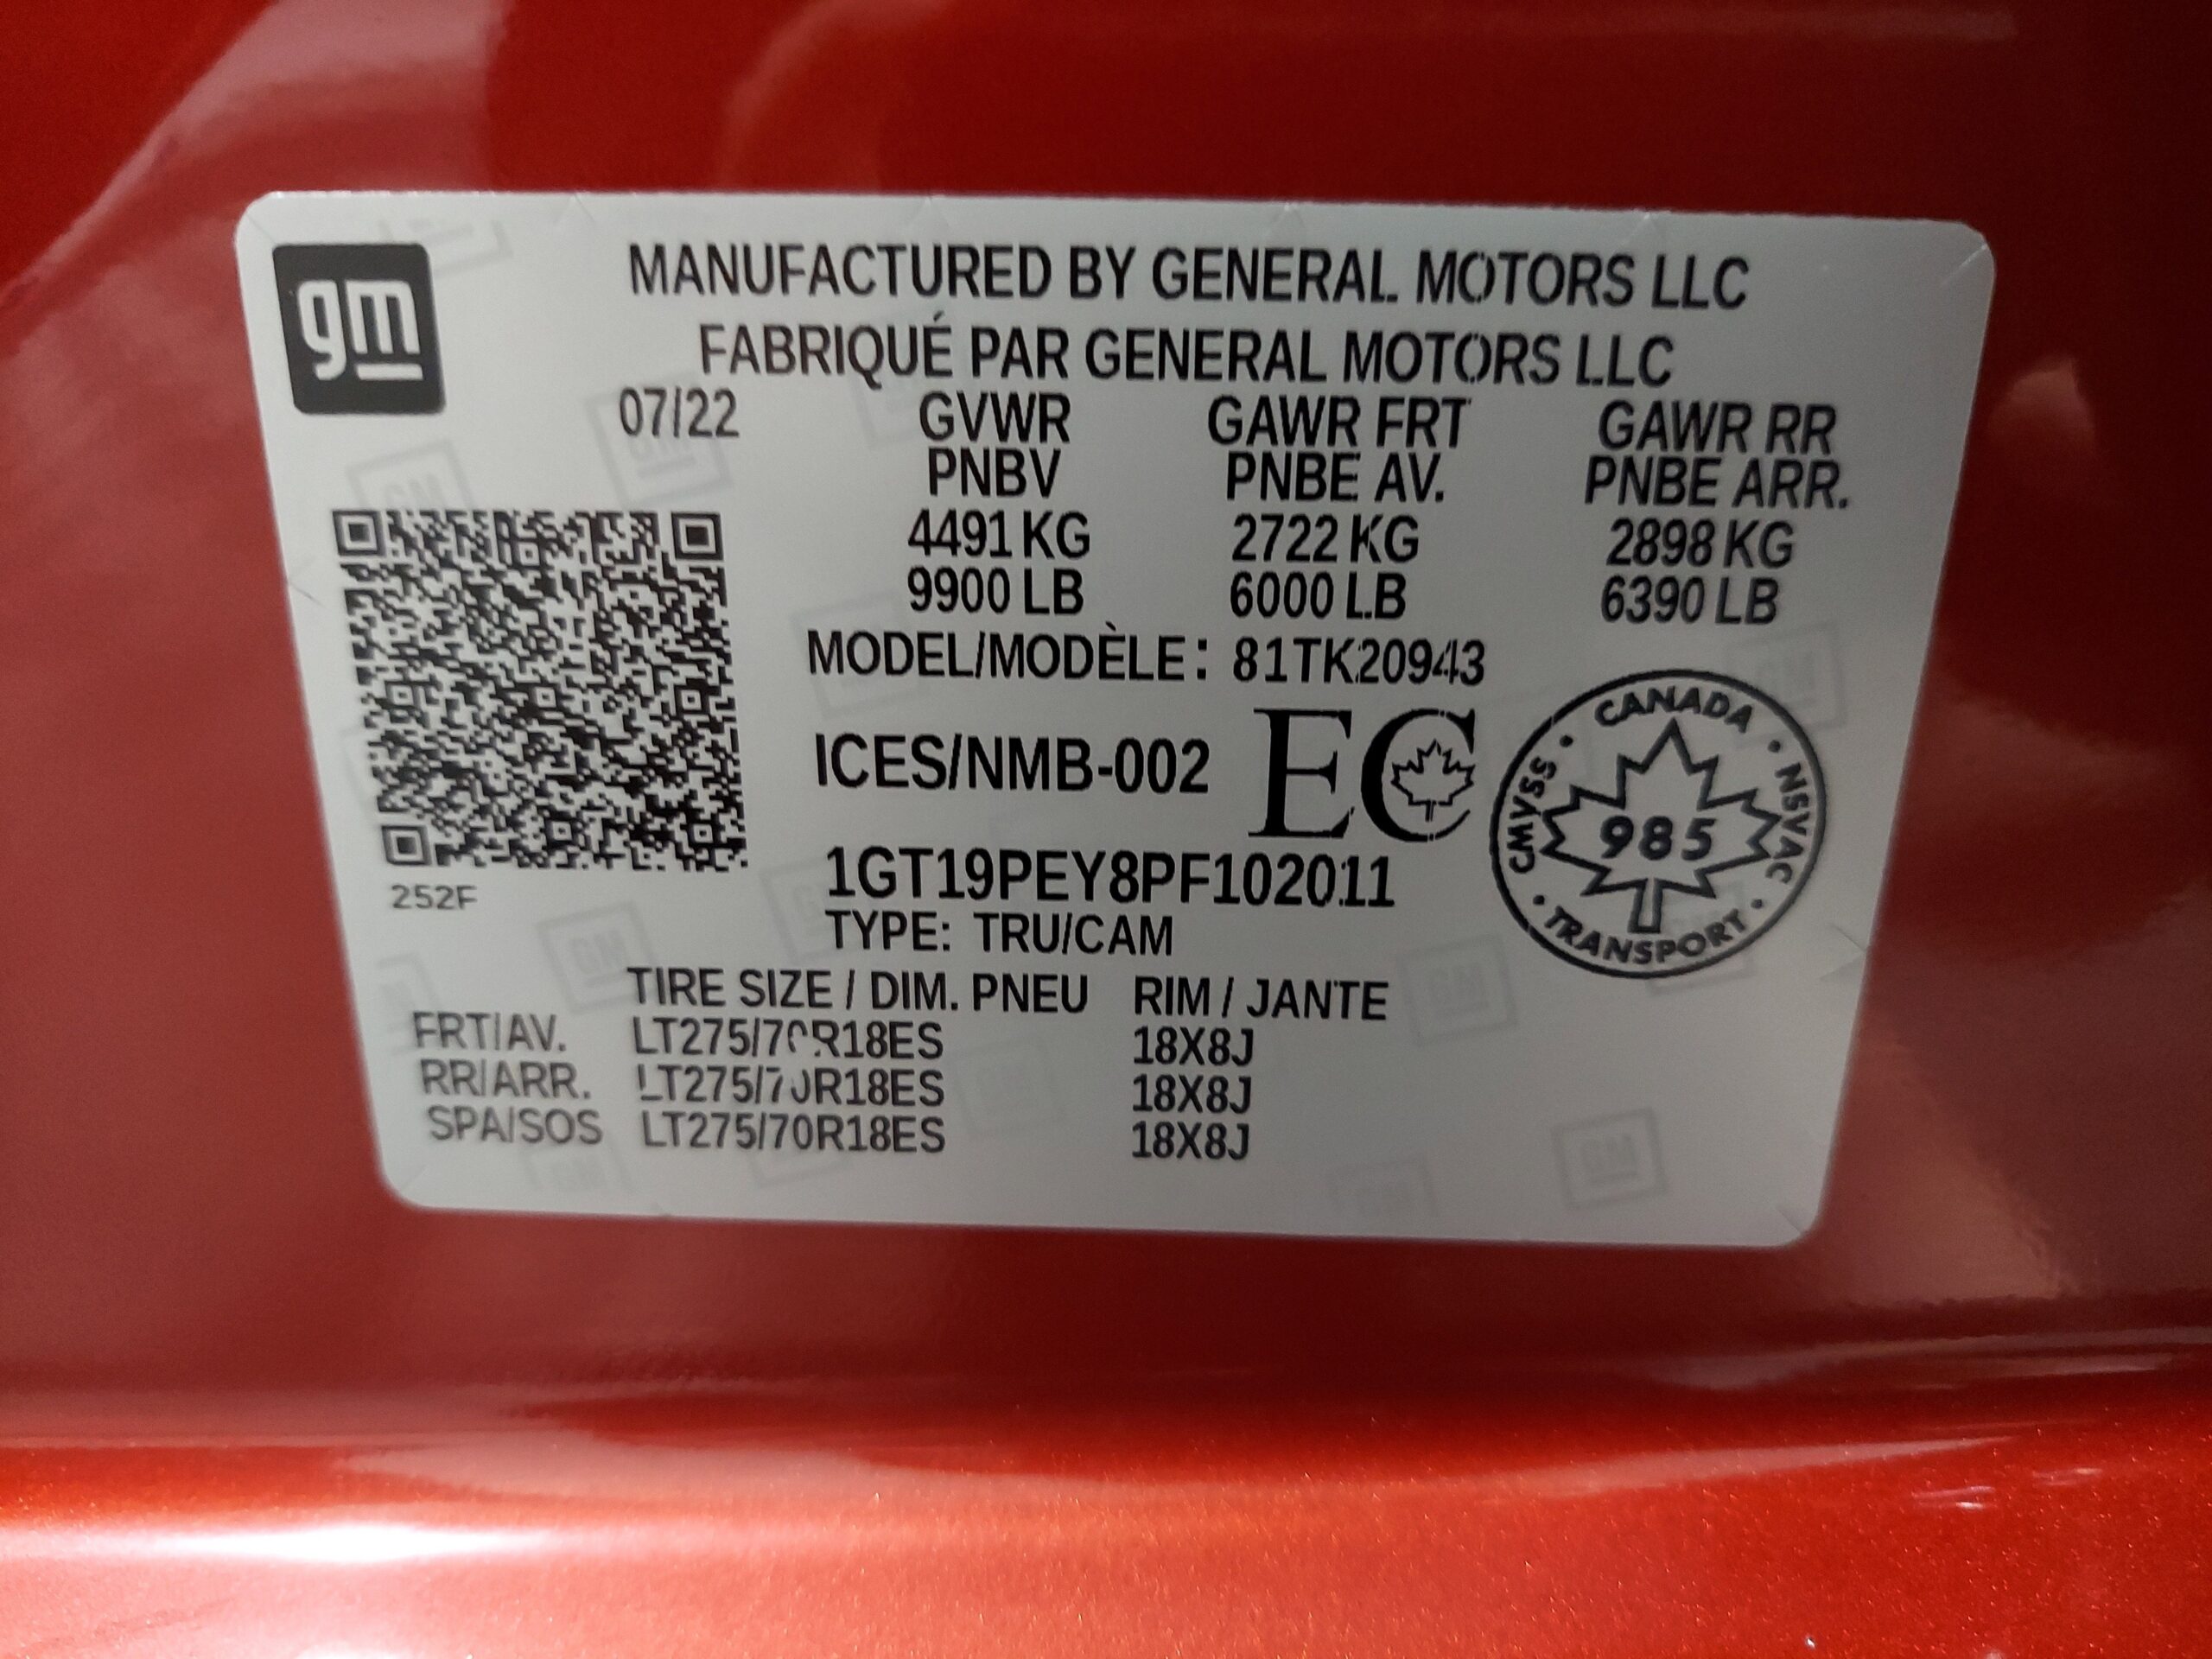 gm
MANUFACTURED BY GENERAL MOTORS LLC
FABRIQUÉ PAR GENERAL MOTORS LLC
07/22 GVWR GAWR FRT GAWR RR
PNBV PNBE AV. PNBE ARR.
4491 KG 2722 KG 2898 KG
9900 LB 6000 LB 6390 LB
MODEL/MODÈLE: 81TK20943
ICES/NMB-002 EC
CANADA
CMVSS
NSVAC
985
TRANSPORT
252F
1GT19PEY8PF102011
TYPE: TRU/CAM
TIRE SIZE / DIM. PNEU RIM / JANTE
FRT/AV. LT275/70R18ES 18X8J
RR/ARR. LT275/70R18ES 18X8J
SPA/SOS LT275/70R18ES 18X8J